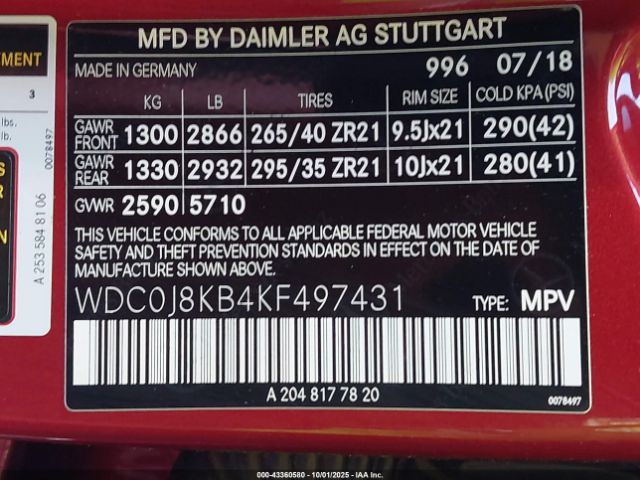 MFD BY DAIMLER AG STUTTGART
MADE IN GERMANY 996 07/18
KG LB TIRES RIM SIZE COLD KPA(PSI)
GAWR FRONT 1300 2866 265/40 ZR21 9.5Jx21 290(42)
GAWR REAR 1330 2932 295/35 ZR21 10Jx21 280(41)
GVWR 2590 5710
THIS VEHICLE CONFORMS TO ALL APPLICABLE FEDERAL MOTOR VEHICLE
SAFETY AND THEFT PREVENTION STANDARDS IN EFFECT ON THE DATE OF
MANUFACTURE SHOWN ABOVE.
WDC0J8KB4KF497431 TYPE: MPV
A 204 817 78 20
0078497
EMENT
3
lbs,
lb.
0078497
A 253 584 81 06
000-43360580 - 10/01/2025 - IAA Inc.